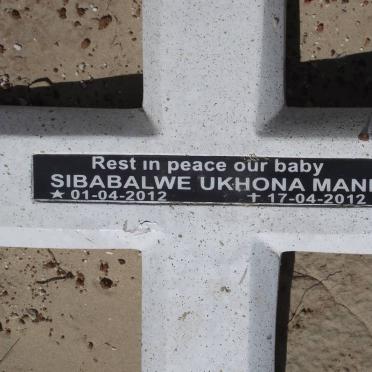 Rest in peace our baby
SIBABALWE UKHONA
★ 01-04-2012 ✝ 17-04-2012